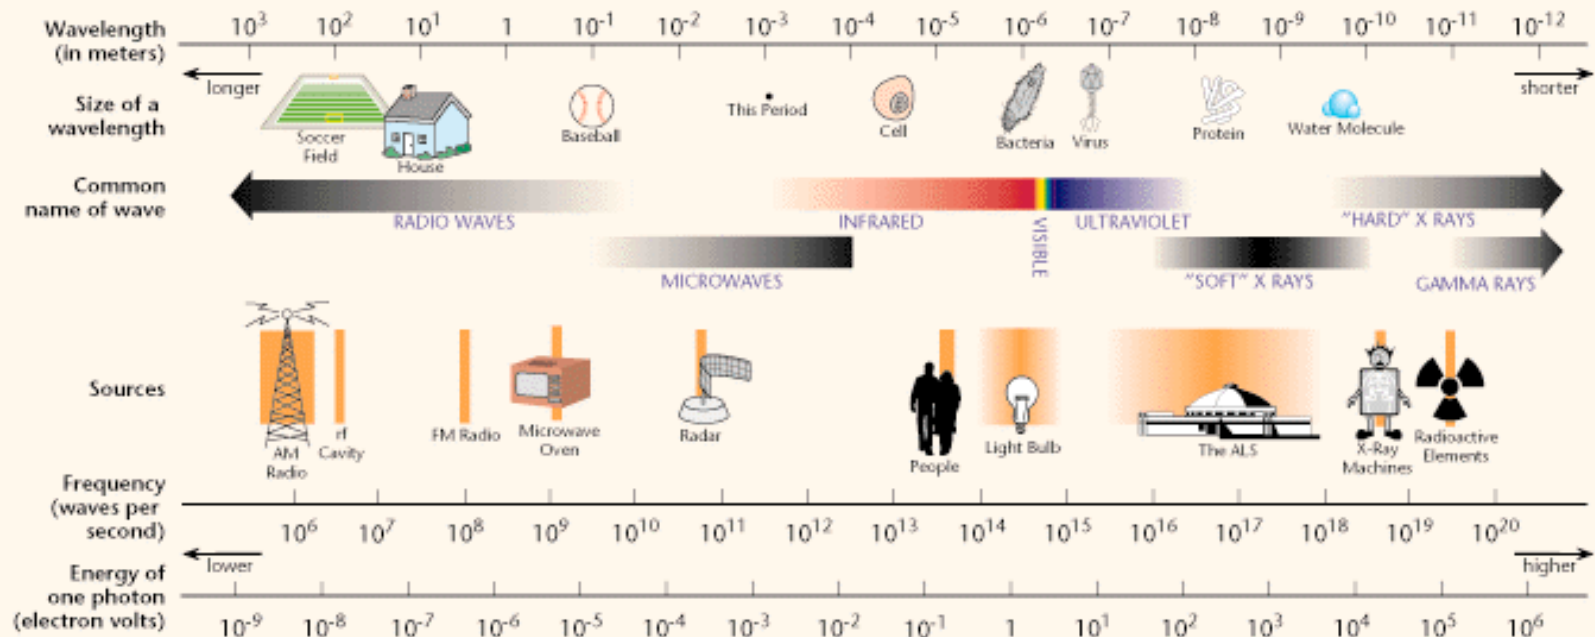 Wavelength
(in meters)
10³ 10² 10¹ 1 10⁻¹ 10⁻² 10⁻³ 10⁻⁴ 10⁻⁵ 10⁻⁶ 10⁻⁷ 10⁻⁸ 10⁻⁹ 10⁻¹⁰ 10⁻¹¹ 10⁻¹²
longer
shorter
Size of a
wavelength
Soccer
Field
House
Baseball
This Period
Cell
Bacteria
Virus
Protein
Water Molecule
Common
name of wave
RADIO WAVES
INFRARED
VISIBLE
ULTRAVIOLET
"HARD" X RAYS
MICROWAVES
"SOFT" X RAYS
GAMMA RAYS
Sources
AM
Radio
rf
Cavity
FM Radio
Microwave
Oven
Radar
People
Light Bulb
The ALS
X-Ray
Machines
Radioactive
Elements
Frequency
(waves per
second)
10⁶ 10⁷ 10⁸ 10⁹ 10¹⁰ 10¹¹ 10¹² 10¹³ 10¹⁴ 10¹⁵ 10¹⁶ 10¹⁷ 10¹⁸ 10¹⁹ 10²⁰
lower
higher
Energy of
one photon
(electron volts)
10⁻⁹ 10⁻⁸ 10⁻⁷ 10⁻⁶ 10⁻⁵ 10⁻⁴ 10⁻³ 10⁻² 10⁻¹ 1 10¹ 10² 10³ 10⁴ 10⁵ 10⁶